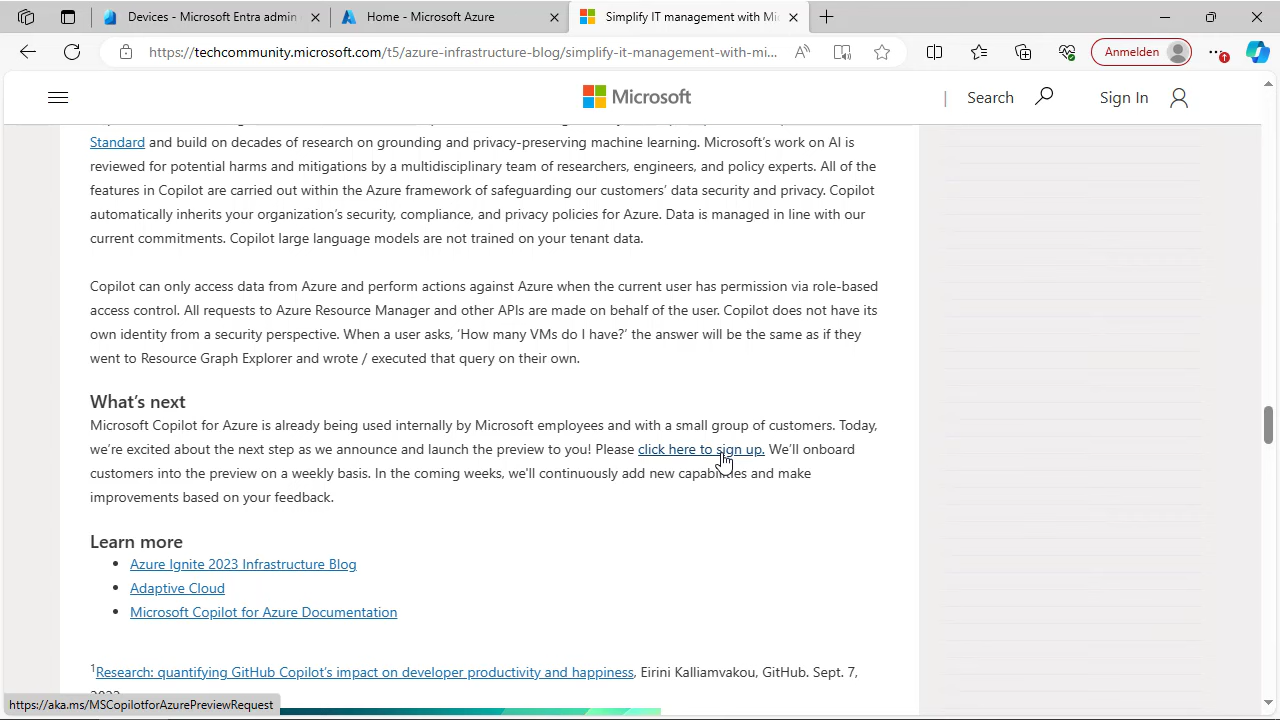 Devices - Microsoft Entra admin
Home - Microsoft Azure
Simplify IT management with Mi
https://techcommunity.microsoft.com/t5/azure-infrastructure-blog/simplify-it-management-with-mi...
Anmelden
Microsoft
Search
Sign In
Standard and build on decades of research on grounding and privacy-preserving machine learning. Microsoft's work on AI is
reviewed for potential harms and mitigations by a multidisciplinary team of researchers, engineers, and policy experts. All of the
features in Copilot are carried out within the Azure framework of safeguarding our customers' data security and privacy. Copilot
automatically inherits your organization's security, compliance, and privacy policies for Azure. Data is managed in line with our
current commitments. Copilot large language models are not trained on your tenant data.
Copilot can only access data from Azure and perform actions against Azure when the current user has permission via role-based
access control. All requests to Azure Resource Manager and other APIs are made on behalf of the user. Copilot does not have its
own identity from a security perspective. When a user asks, 'How many VMs do I have?' the answer will be the same as if they
went to Resource Graph Explorer and wrote / executed that query on their own.
What's next
Microsoft Copilot for Azure is already being used internally by Microsoft employees and with a small group of customers. Today,
we're excited about the next step as we announce and launch the preview to you! Please click here to sign up. We'll onboard
customers into the preview on a weekly basis. In the coming weeks, we'll continuously add new capabilities and make
improvements based on your feedback.
Learn more
• Azure Ignite 2023 Infrastructure Blog
• Adaptive Cloud
• Microsoft Copilot for Azure Documentation
1Research: quantifying GitHub Copilot's impact on developer productivity and happiness, Eirini Kalliamvakou, GitHub. Sept. 7,
https://aka.ms/MSCopilotforAzurePreviewRequest